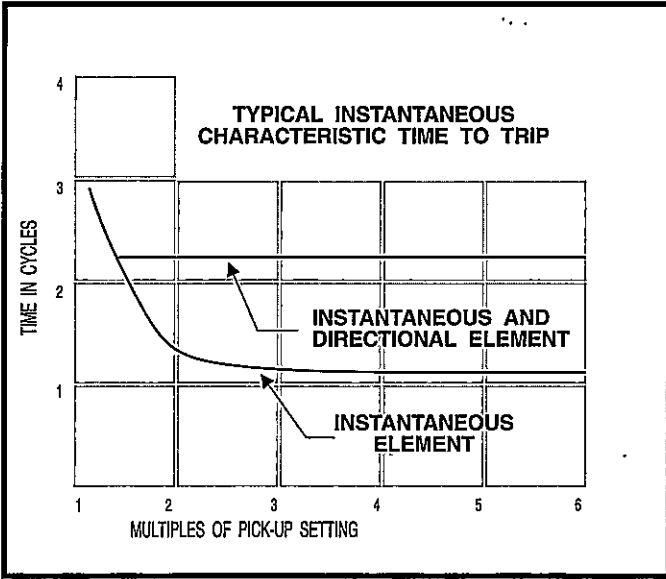 4
TYPICAL INSTANTANEOUS
CHARACTERISTIC TIME TO TRIP
3
TIME IN CYCLES
2
INSTANTANEOUS AND
DIRECTIONAL ELEMENT
1
INSTANTANEOUS
ELEMENT
1 2 3 4 5 6
MULTIPLES OF PICK-UP SETTING